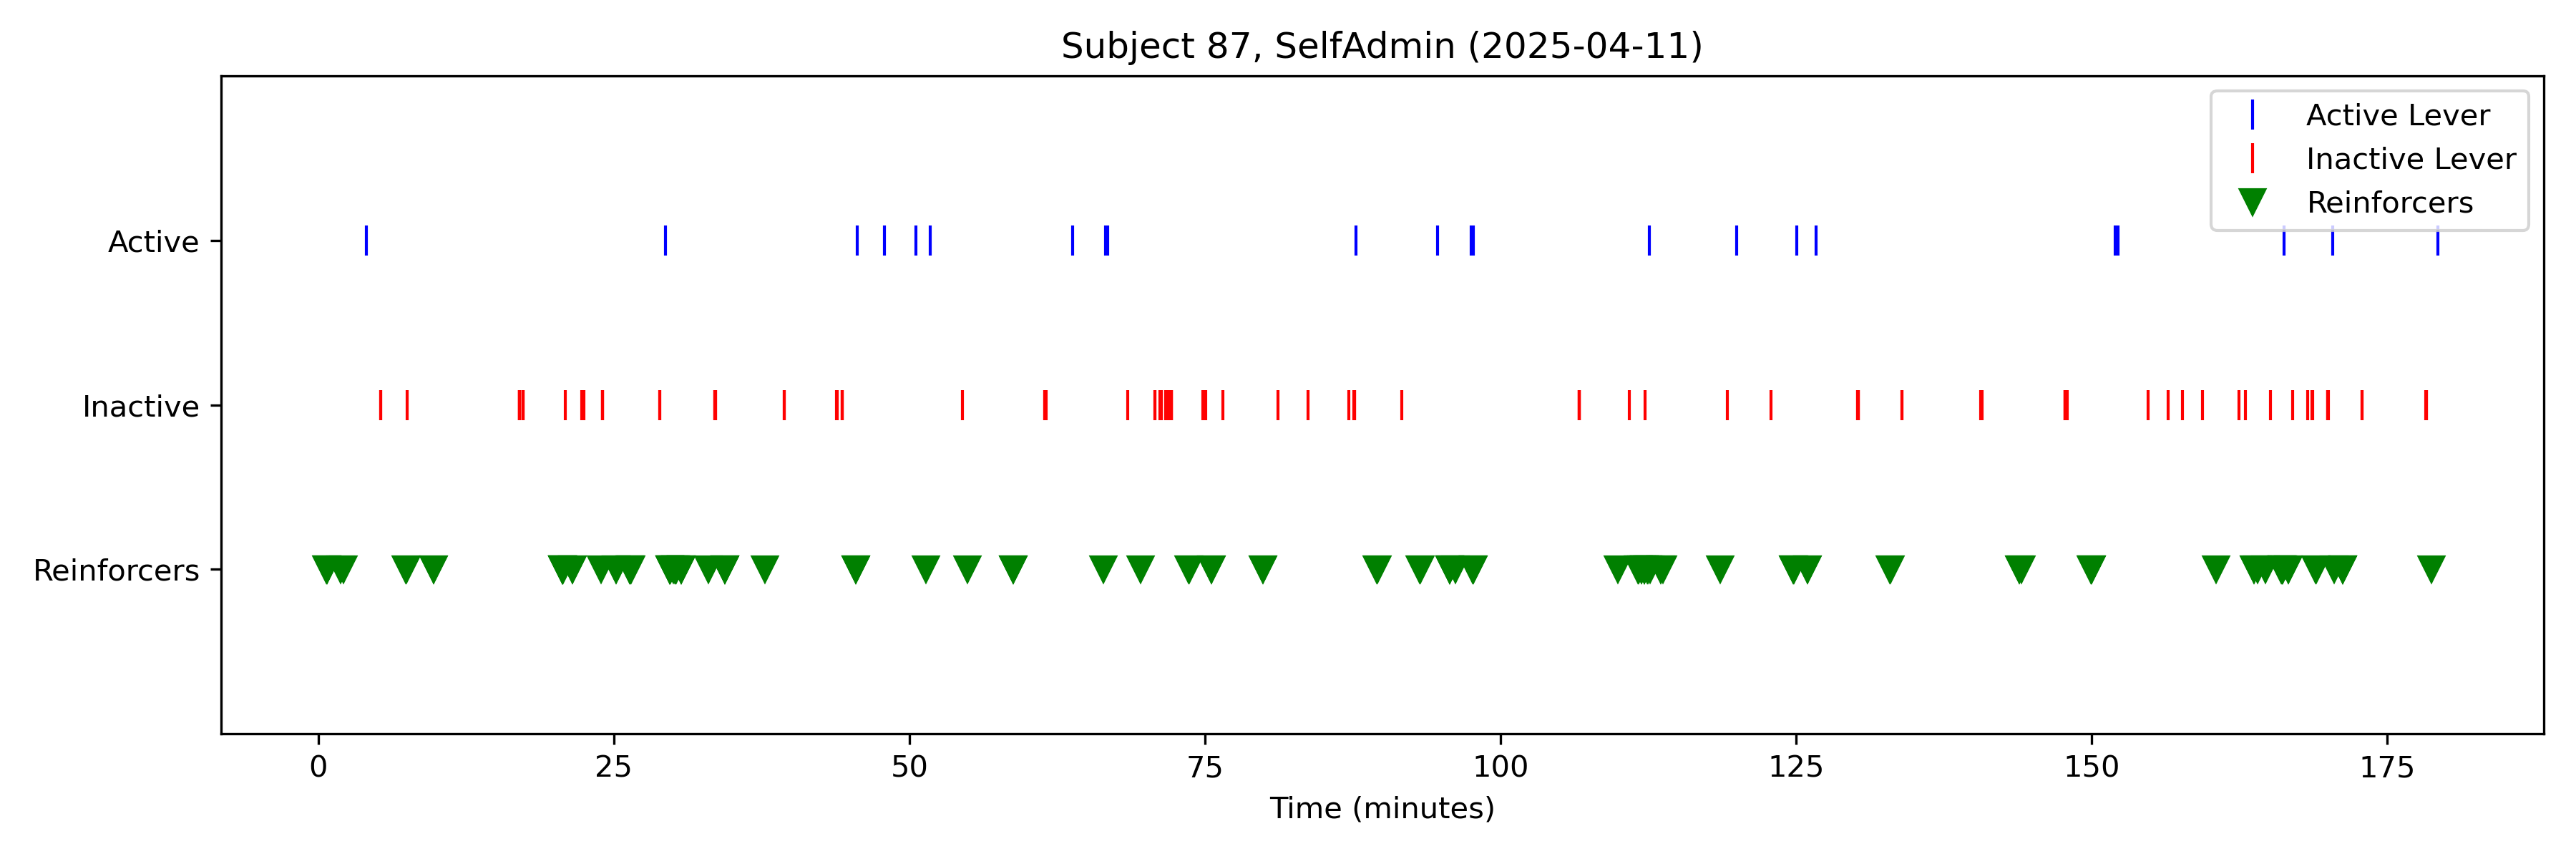 Subject 87, SelfAdmin (2025-04-11)
Active Lever
Inactive Lever
Reinforcers
Active
Inactive
Reinforcers
0 25 50 75 100 125 150 175
Time (minutes)